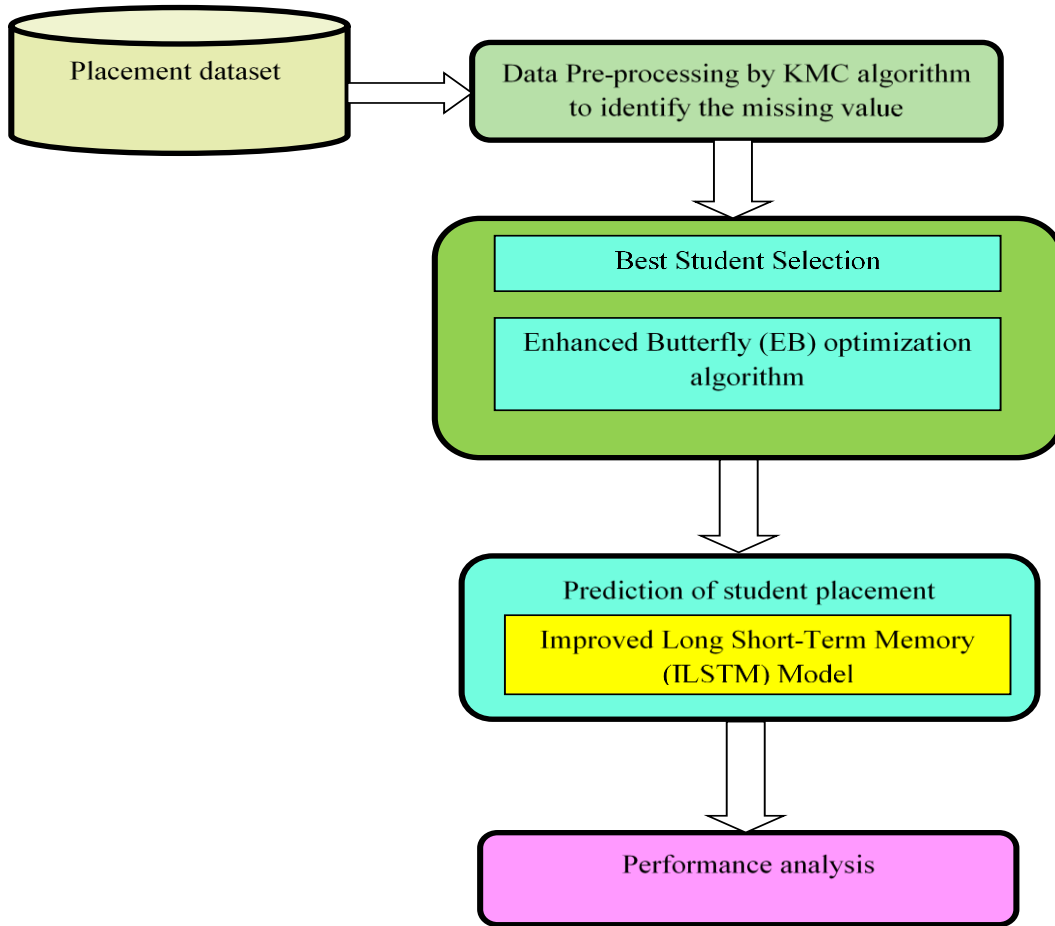 Placement dataset
Data Pre-processing by KMC algorithm
to identify the missing value
Best Student Selection
Enhanced Butterfly (EB) optimization
algorithm
Prediction of student placement
Improved Long Short-Term Memory
(ILSTM) Model
Performance analysis